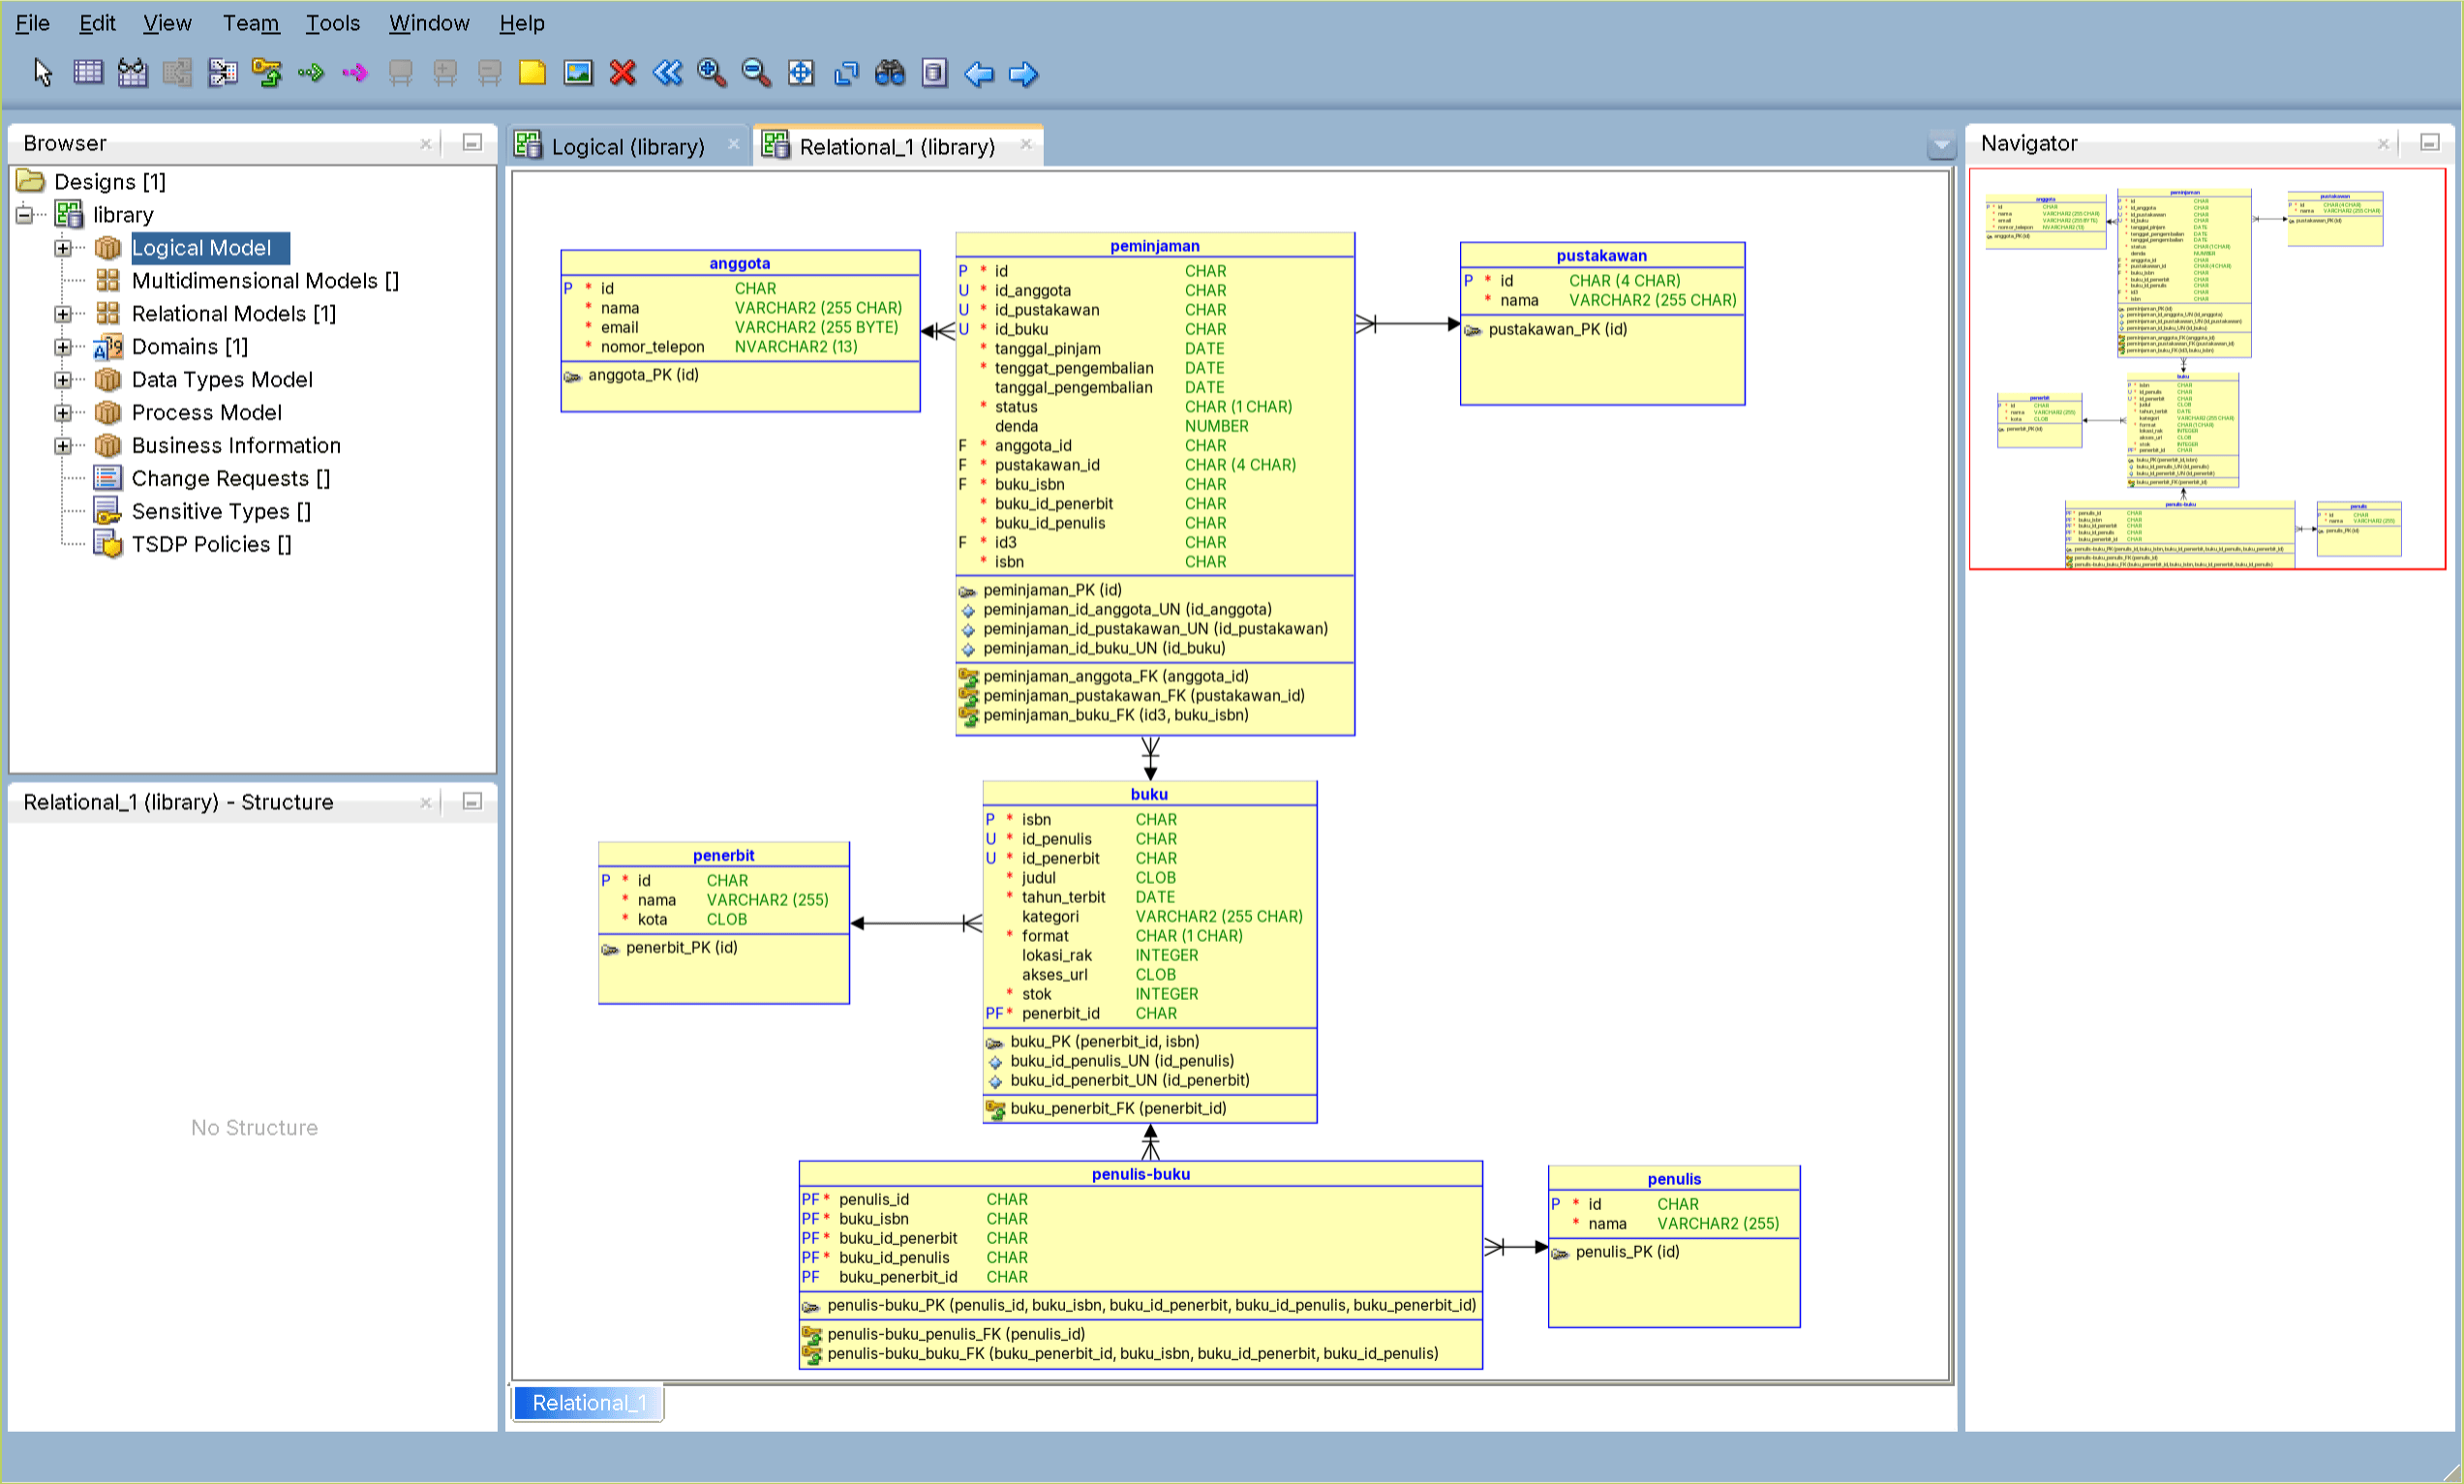 File Edit View Team Tools Window Help
Browser
Designs [1]
library
Logical Model
Multidimensional Models []
Relational Models [1]
Domains [1]
Data Types Model
Process Model
Business Information
Change Requests []
Sensitive Types []
TSDP Policies []
Relational_1 (library) - Structure
No Structure
Logical (library)
Relational_1 (library)
anggota
P * id CHAR
* nama VARCHAR2 (255 CHAR)
* email VARCHAR2 (255 BYTE)
* nomor_telepon NVARCHAR2 (13)
anggota_PK (id)
peminjaman
P * id CHAR
U * id_anggota CHAR
U * id_pustakawan CHAR
U * id_buku CHAR
* tanggal_pinjam DATE
* tenggat_pengembalian DATE
tanggal_pengembalian DATE
* status CHAR (1 CHAR)
denda NUMBER
F * anggota_id CHAR
F * pustakawan_id CHAR (4 CHAR)
F * buku_isbn CHAR
* buku_id_penerbit CHAR
* buku_id_penulis CHAR
F * id3 CHAR
* isbn CHAR
peminjaman_PK (id)
peminjaman_id_anggota_UN (id_anggota)
peminjaman_id_pustakawan_UN (id_pustakawan)
peminjaman_id_buku_UN (id_buku)
peminjaman_anggota_FK (anggota_id)
peminjaman_pustakawan_FK (pustakawan_id)
peminjaman_buku_FK (id3, buku_isbn)
pustakawan
P * id CHAR (4 CHAR)
* nama VARCHAR2 (255 CHAR)
pustakawan_PK (id)
penerbit
P * id CHAR
* nama VARCHAR2 (255)
* kota CLOB
penerbit_PK (id)
buku
P * isbn CHAR
U * id_penulis CHAR
U * id_penerbit CHAR
* judul CLOB
* tahun_terbit DATE
kategori VARCHAR2 (255 CHAR)
* format CHAR (1 CHAR)
lokasi_rak INTEGER
akses_url CLOB
* stok INTEGER
PF * penerbit_id CHAR
buku_PK (penerbit_id, isbn)
buku_id_penulis_UN (id_penulis)
buku_id_penerbit_UN (id_penerbit)
buku_penerbit_FK (penerbit_id)
penulis-buku
PF * penulis_id CHAR
PF * buku_isbn CHAR
PF * buku_id_penerbit CHAR
PF * buku_id_penulis CHAR
PF buku_penerbit_id CHAR
penulis-buku_PK (penulis_id, buku_isbn, buku_id_penerbit, buku_id_penulis, buku_penerbit_id)
penulis-buku_penulis_FK (penulis_id)
penulis-buku_buku_FK (buku_penerbit_id, buku_isbn, buku_id_penerbit, buku_id_penulis)
penulis
P * id CHAR
* nama VARCHAR2 (255)
penulis_PK (id)
Relational_1
Navigator